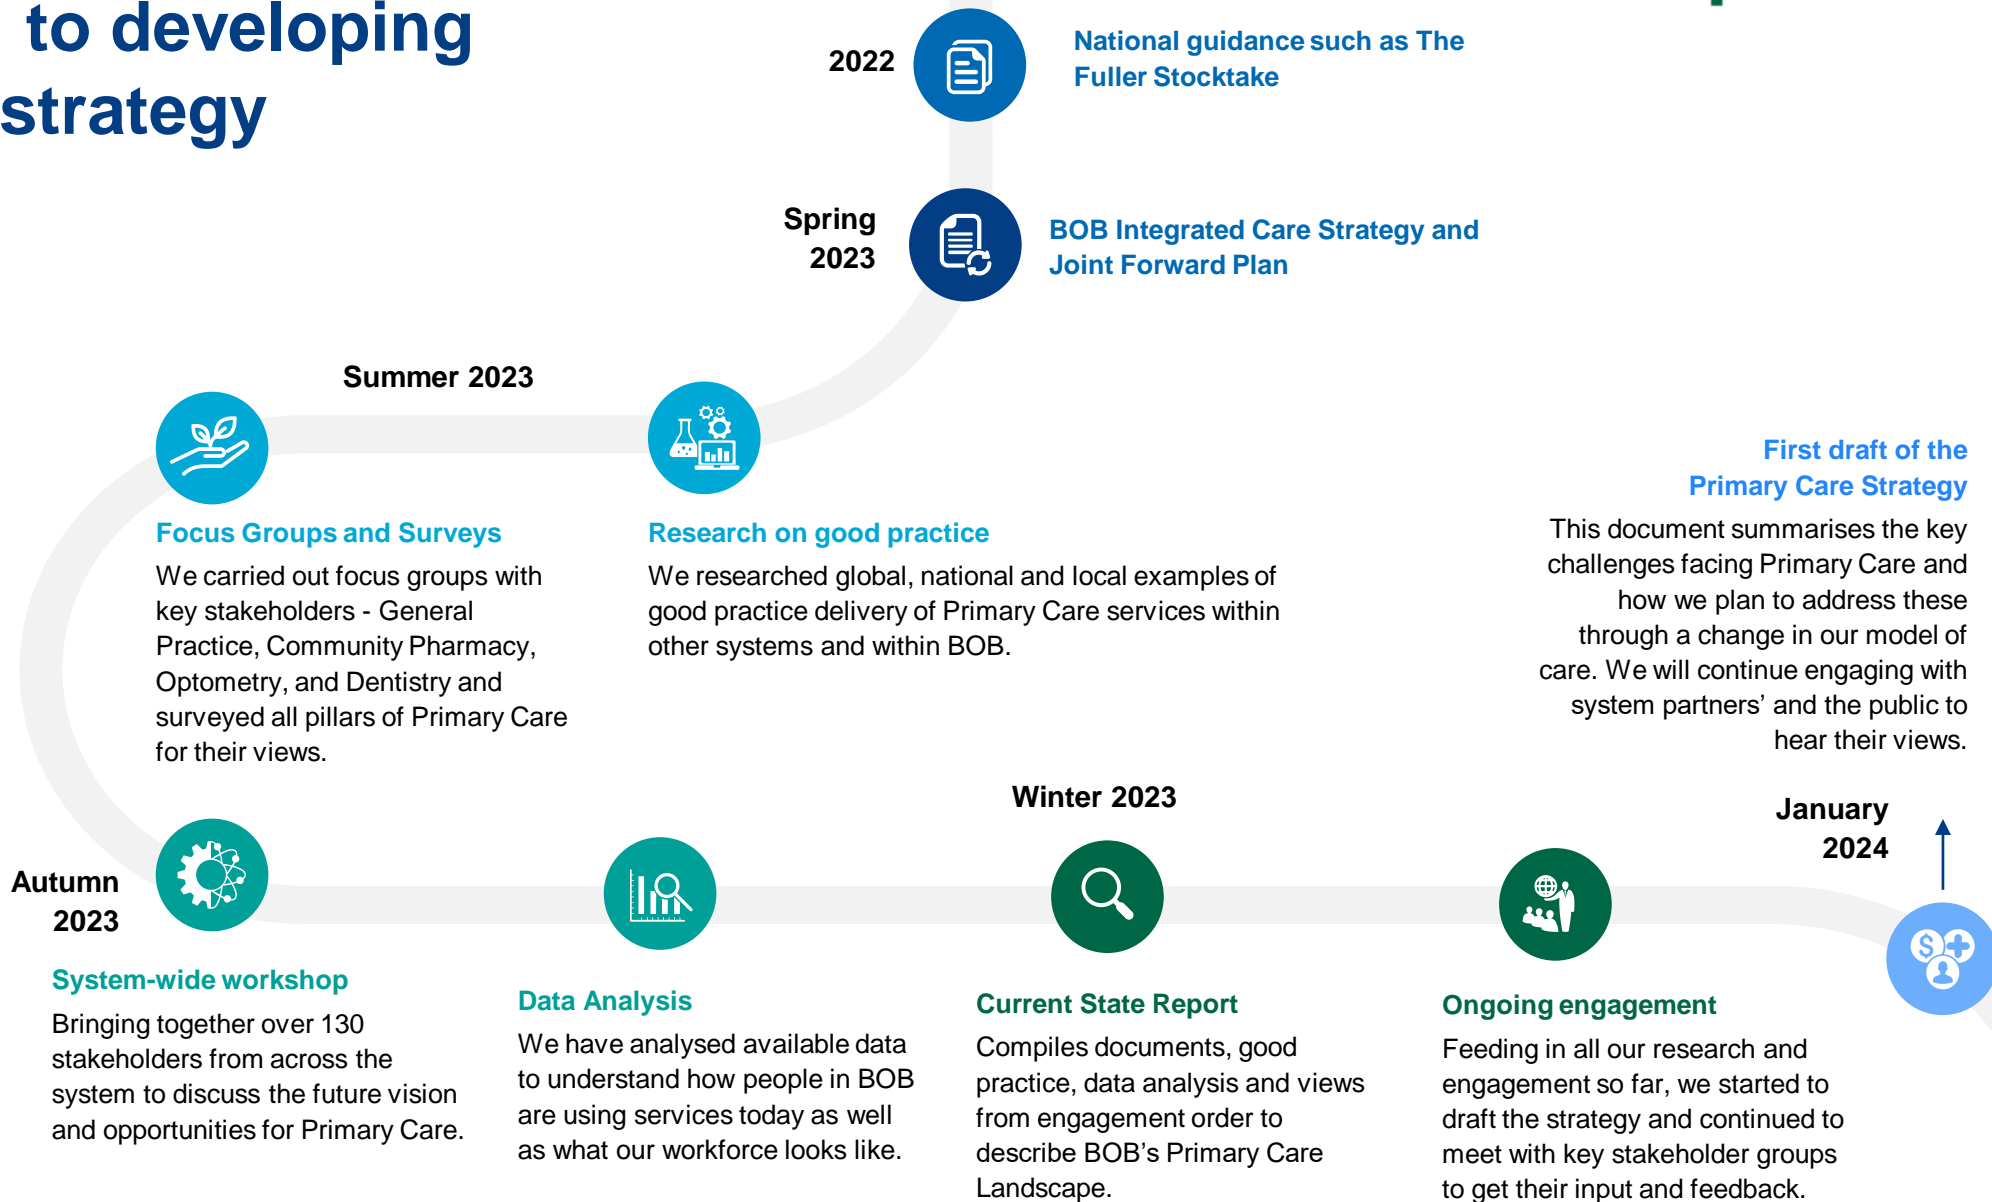 to developing
strategy
2022
National guidance such as The
Fuller Stocktake
Spring
2023
BOB Integrated Care Strategy and
Joint Forward Plan
Summer 2023
Focus Groups and Surveys
We carried out focus groups with
key stakeholders - General
Practice, Community Pharmacy,
Optometry, and Dentistry and
surveyed all pillars of Primary Care
for their views.
Research on good practice
We researched global, national and local examples of
good practice delivery of Primary Care services within
other systems and within BOB.
First draft of the
Primary Care Strategy
This document summarises the key
challenges facing Primary Care and
how we plan to address these
through a change in our model of
care. We will continue engaging with
system partners’ and the public to
hear their views.
Autumn
2023
System-wide workshop
Bringing together over 130
stakeholders from across the
system to discuss the future vision
and opportunities for Primary Care.
Data Analysis
We have analysed available data
to understand how people in BOB
are using services today as well
as what our workforce looks like.
Winter 2023
Current State Report
Compiles documents, good
practice, data analysis and views
from engagement order to
describe BOB’s Primary Care
Landscape.
Ongoing engagement
Feeding in all our research and
engagement so far, we started to
draft the strategy and continued to
meet with key stakeholder groups
to get their input and feedback.
January
2024
$